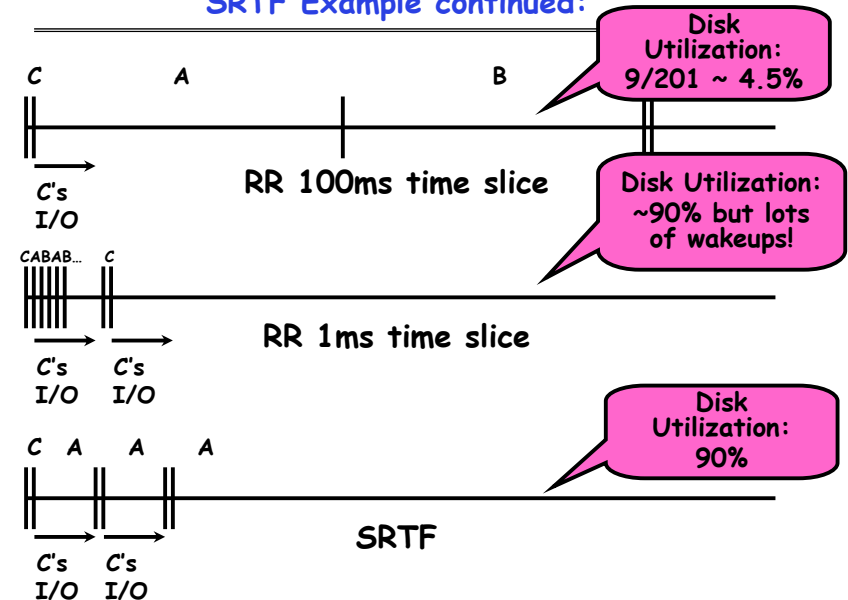 SRTF Example continued:
Disk
Utilization:
9/201 ~ 4.5%
C A B
C's
I/O
RR 100ms time slice
Disk Utilization:
~90% but lots
of wakeups!
CABAB... C
C's C's
I/O I/O
RR 1ms time slice
Disk
Utilization:
90%
C A A A
C's C's
I/O I/O
SRTF